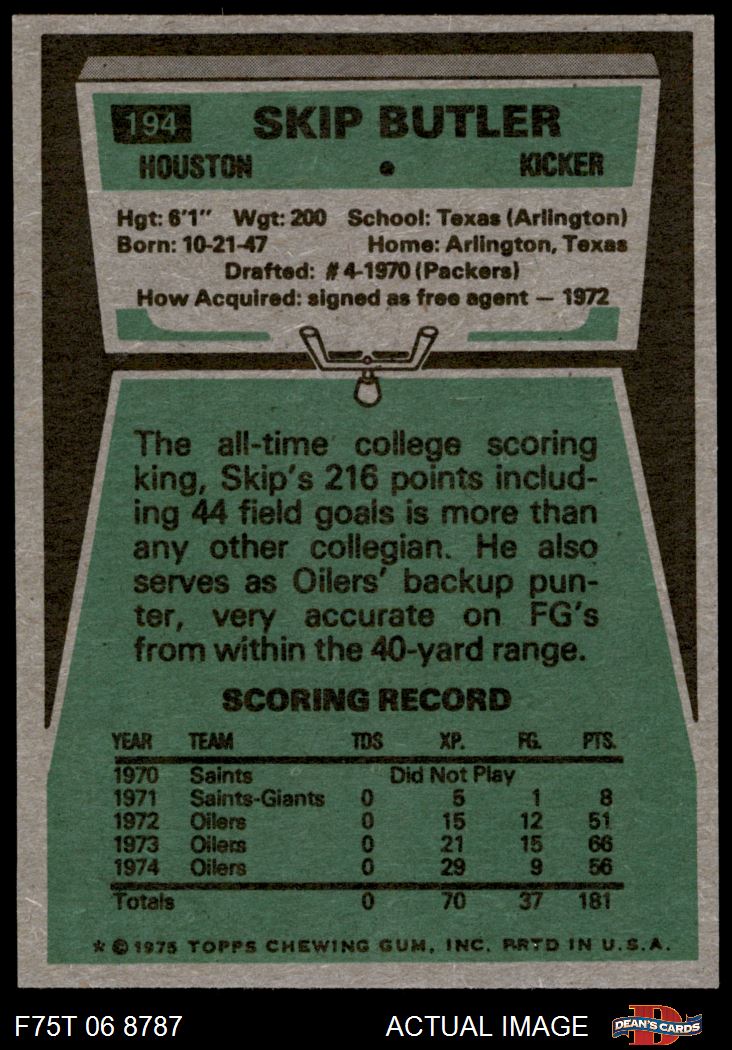 194 SKIP BUTLER
HOUSTON • KICKER
Hgt: 6'1" Wgt: 200 School: Texas (Arlington)
Born: 10-21-47 Home: Arlington, Texas
Drafted: #4-1970 (Packers)
How Acquired: signed as free agent — 1972
The all-time college scoring
king, Skip's 216 points includ-
ing 44 field goals is more than
any other collegian. He also
serves as Oilers' backup pun-
ter, very accurate on FG's
from within the 40-yard range.
SCORING RECORD
YEAR TEAM TDS XP. FG. PTS.
1970 Saints Did Not Play
1971 Saints-Giants 0 5 1 8
1972 Oilers 0 15 12 51
1973 Oilers 0 21 15 66
1974 Oilers 0 29 9 56
Totals 0 70 37 181
* © 1975 TOPPS CHEWING GUM, INC. PRTD IN U.S.A.
F75T 06 8787 ACTUAL IMAGE DEAN'S CARDS